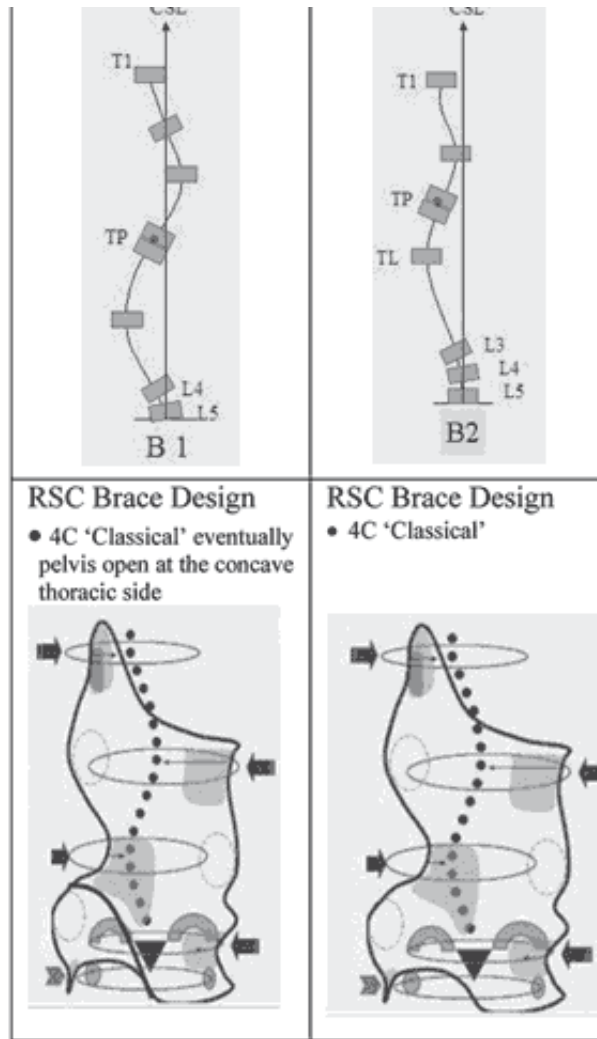 CSL
T1
TP
L4
L5
B 1
CSL
T1
TP
TL
L3
L4
L5
B2
RSC Brace Design
• 4C ‘Classical’ eventually
pelvis open at the concave
thoracic side
RSC Brace Design
• 4C ‘Classical’